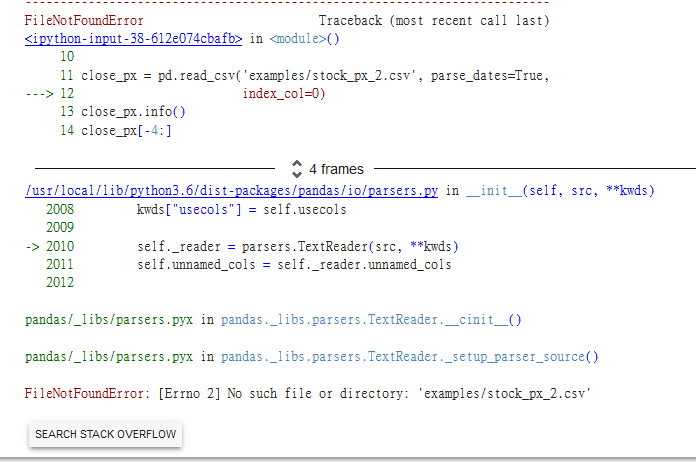 ---------------------------------------------------------------------------
FileNotFoundError                         Traceback (most recent call last)
<ipython-input-38-612e074cbafb> in <module>()
     10
     11 close_px = pd.read_csv('examples/stock_px_2.csv', parse_dates=True,
---> 12                        index_col=0)
     13 close_px.info()
     14 close_px[-4:]
4 frames
/usr/local/lib/python3.6/dist-packages/pandas/io/parsers.py in __init__(self, src, **kwds)
   2008         kwds["usecols"] = self.usecols
   2009
-> 2010         self._reader = parsers.TextReader(src, **kwds)
   2011         self.unnamed_cols = self._reader.unnamed_cols
   2012
pandas/_libs/parsers.pyx in pandas._libs.parsers.TextReader.__cinit__()
pandas/_libs/parsers.pyx in pandas._libs.parsers.TextReader._setup_parser_source()
FileNotFoundError: [Errno 2] No such file or directory: 'examples/stock_px_2.csv'
SEARCH STACK OVERFLOW